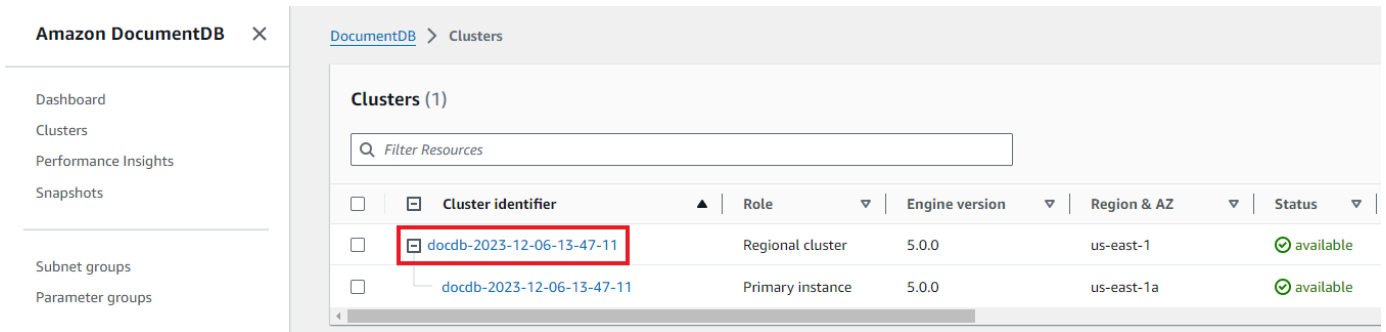 Amazon DocumentDB
Dashboard
Clusters
Performance Insights
Snapshots
Subnet groups
Parameter groups
DocumentDB > Clusters
Clusters (1)
Filter Resources
Cluster identifier Role Engine version Region & AZ Status
docdb-2023-12-06-13-47-11 Regional cluster 5.0.0 us-east-1 available
docdb-2023-12-06-13-47-11 Primary instance 5.0.0 us-east-1a available